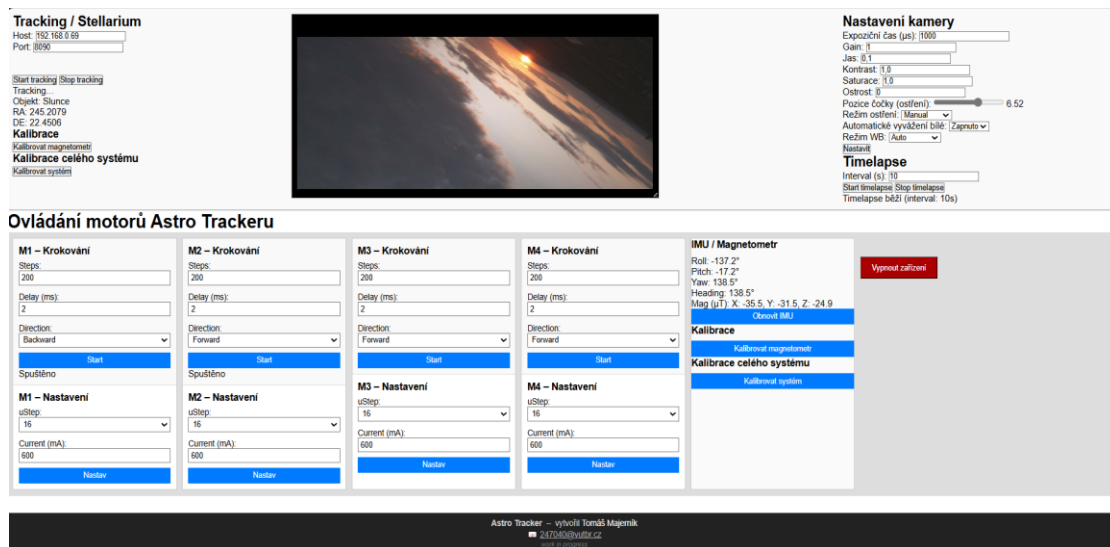 Tracking / Stellarium
Host: 192.168.0.69
Port: 8090
Start tracking Stop tracking
Tracking...
Objekt: Slunce
RA: 245.2079
DE: 22.4506
Kalibrace
Kalibrovat magnetometr
Kalibrace celého systému
Kalibrovat systém
Nastavení kamery
Expoziční čas (µs): 1000
Gain: 1
Jas: 0,1
Kontrast: 1,0
Saturace: 1,0
Ostrost: 0
Pozice čočky (ostření): 6.52
Režim ostření: Manual
Automatické vyvážení bílé: Zapnuto
Režim WB: Auto
Nastavit
Timelapse
Interval (s): 10
Start timelapse Stop timelapse
Timelapse běží (interval: 10s)
Ovládání motorů Astro Trackeru
M1 – Krokování
Steps:
200
Delay (ms):
2
Direction:
Backward
Start
Spuštěno
M1 – Nastavení
uStep:
16
Current (mA):
600
Nastav
M2 – Krokování
Steps:
200
Delay (ms):
2
Direction:
Forward
Start
Spuštěno
M2 – Nastavení
uStep:
16
Current (mA):
600
Nastav
M3 – Krokování
Steps:
200
Delay (ms):
2
Direction:
Forward
Start
M3 – Nastavení
uStep:
16
Current (mA):
600
Nastav
M4 – Krokování
Steps:
200
Delay (ms):
2
Direction:
Forward
Start
M4 – Nastavení
uStep:
16
Current (mA):
600
Nastav
IMU / Magnetometr
Roll: -137.2°
Pitch: -17.2°
Yaw: 138.5°
Heading: 138.5°
Mag (µT): X: -35.5, Y: -31.5, Z: -24.9
Obnovit IMU
Kalibrace
Kalibrovat magnetometr
Kalibrace celého systému
Kalibrovat systém
Vypnout zařízení
Astro Tracker – vytvořil Tomáš Majerník
247040@vutbr.cz
work in progress